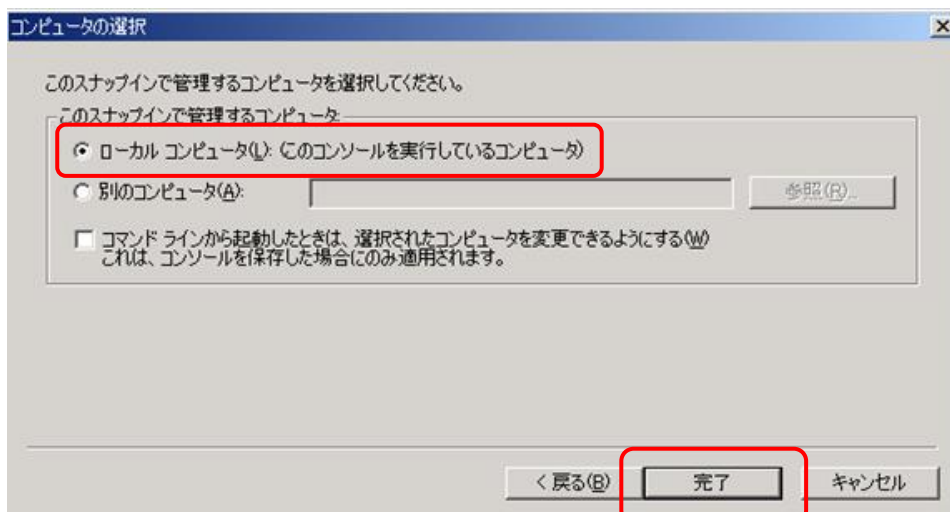 コンピュータの選択
このスナップインで管理するコンピュータを選択してください。
このスナップインで管理するコンピュータ:
ローカル コンピュータ(L): (このコンソールを実行しているコンピュータ)
別のコンピュータ(A):
参照(R)...
コマンド ラインから起動したときは、選択されたコンピュータを変更できるようにする(W)
これは、コンソールを保存した場合にのみ適用されます。
< 戻る(B)
完了
キャンセル